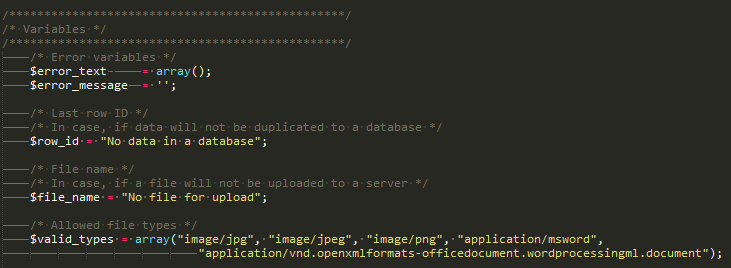 /***********************************************/
/* Variables */
/***********************************************/
/* Error variables */
$error_text = array();
$error_message = '';
/* Last row ID */
/* In case, if data will not be duplicated to a database */
$row_id = "No data in a database";
/* File name */
/* In case, if a file will not be uploaded to a server */
$file_name = "No file for upload";
/* Allowed file types */
$valid_types = array("image/jpg", "image/jpeg", "image/png", "application/msword",
"application/vnd.openxmlformats-officedocument.wordprocessingml.document");